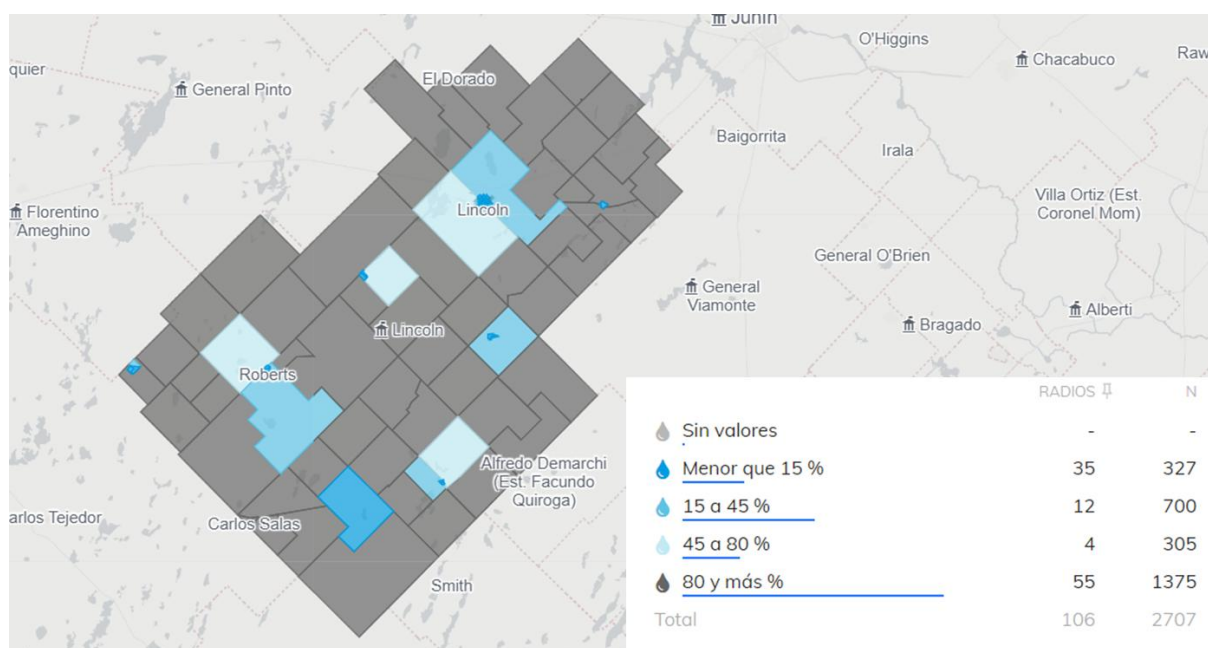 Junín
O'Higgins
Chacabuco
Raw
quier
El Dorado
General Pinto
Baigorrita
Irala
Villa Ortiz (Est.
Coronel Mom)
Florentino
Ameghino
Lincoln
General O'Brien
General
Viamonte
Alberti
Bragado
Lincoln
Roberts
Alfredo Demarchi
(Est. Facundo
Quiroga)
arlos Tejedor
Carlos Salas
Smith
RADIOS N
Sin valores - -
Menor que 15 % 35 327
15 a 45 % 12 700
45 a 80 % 4 305
80 y más % 55 1375
Total 106 2707